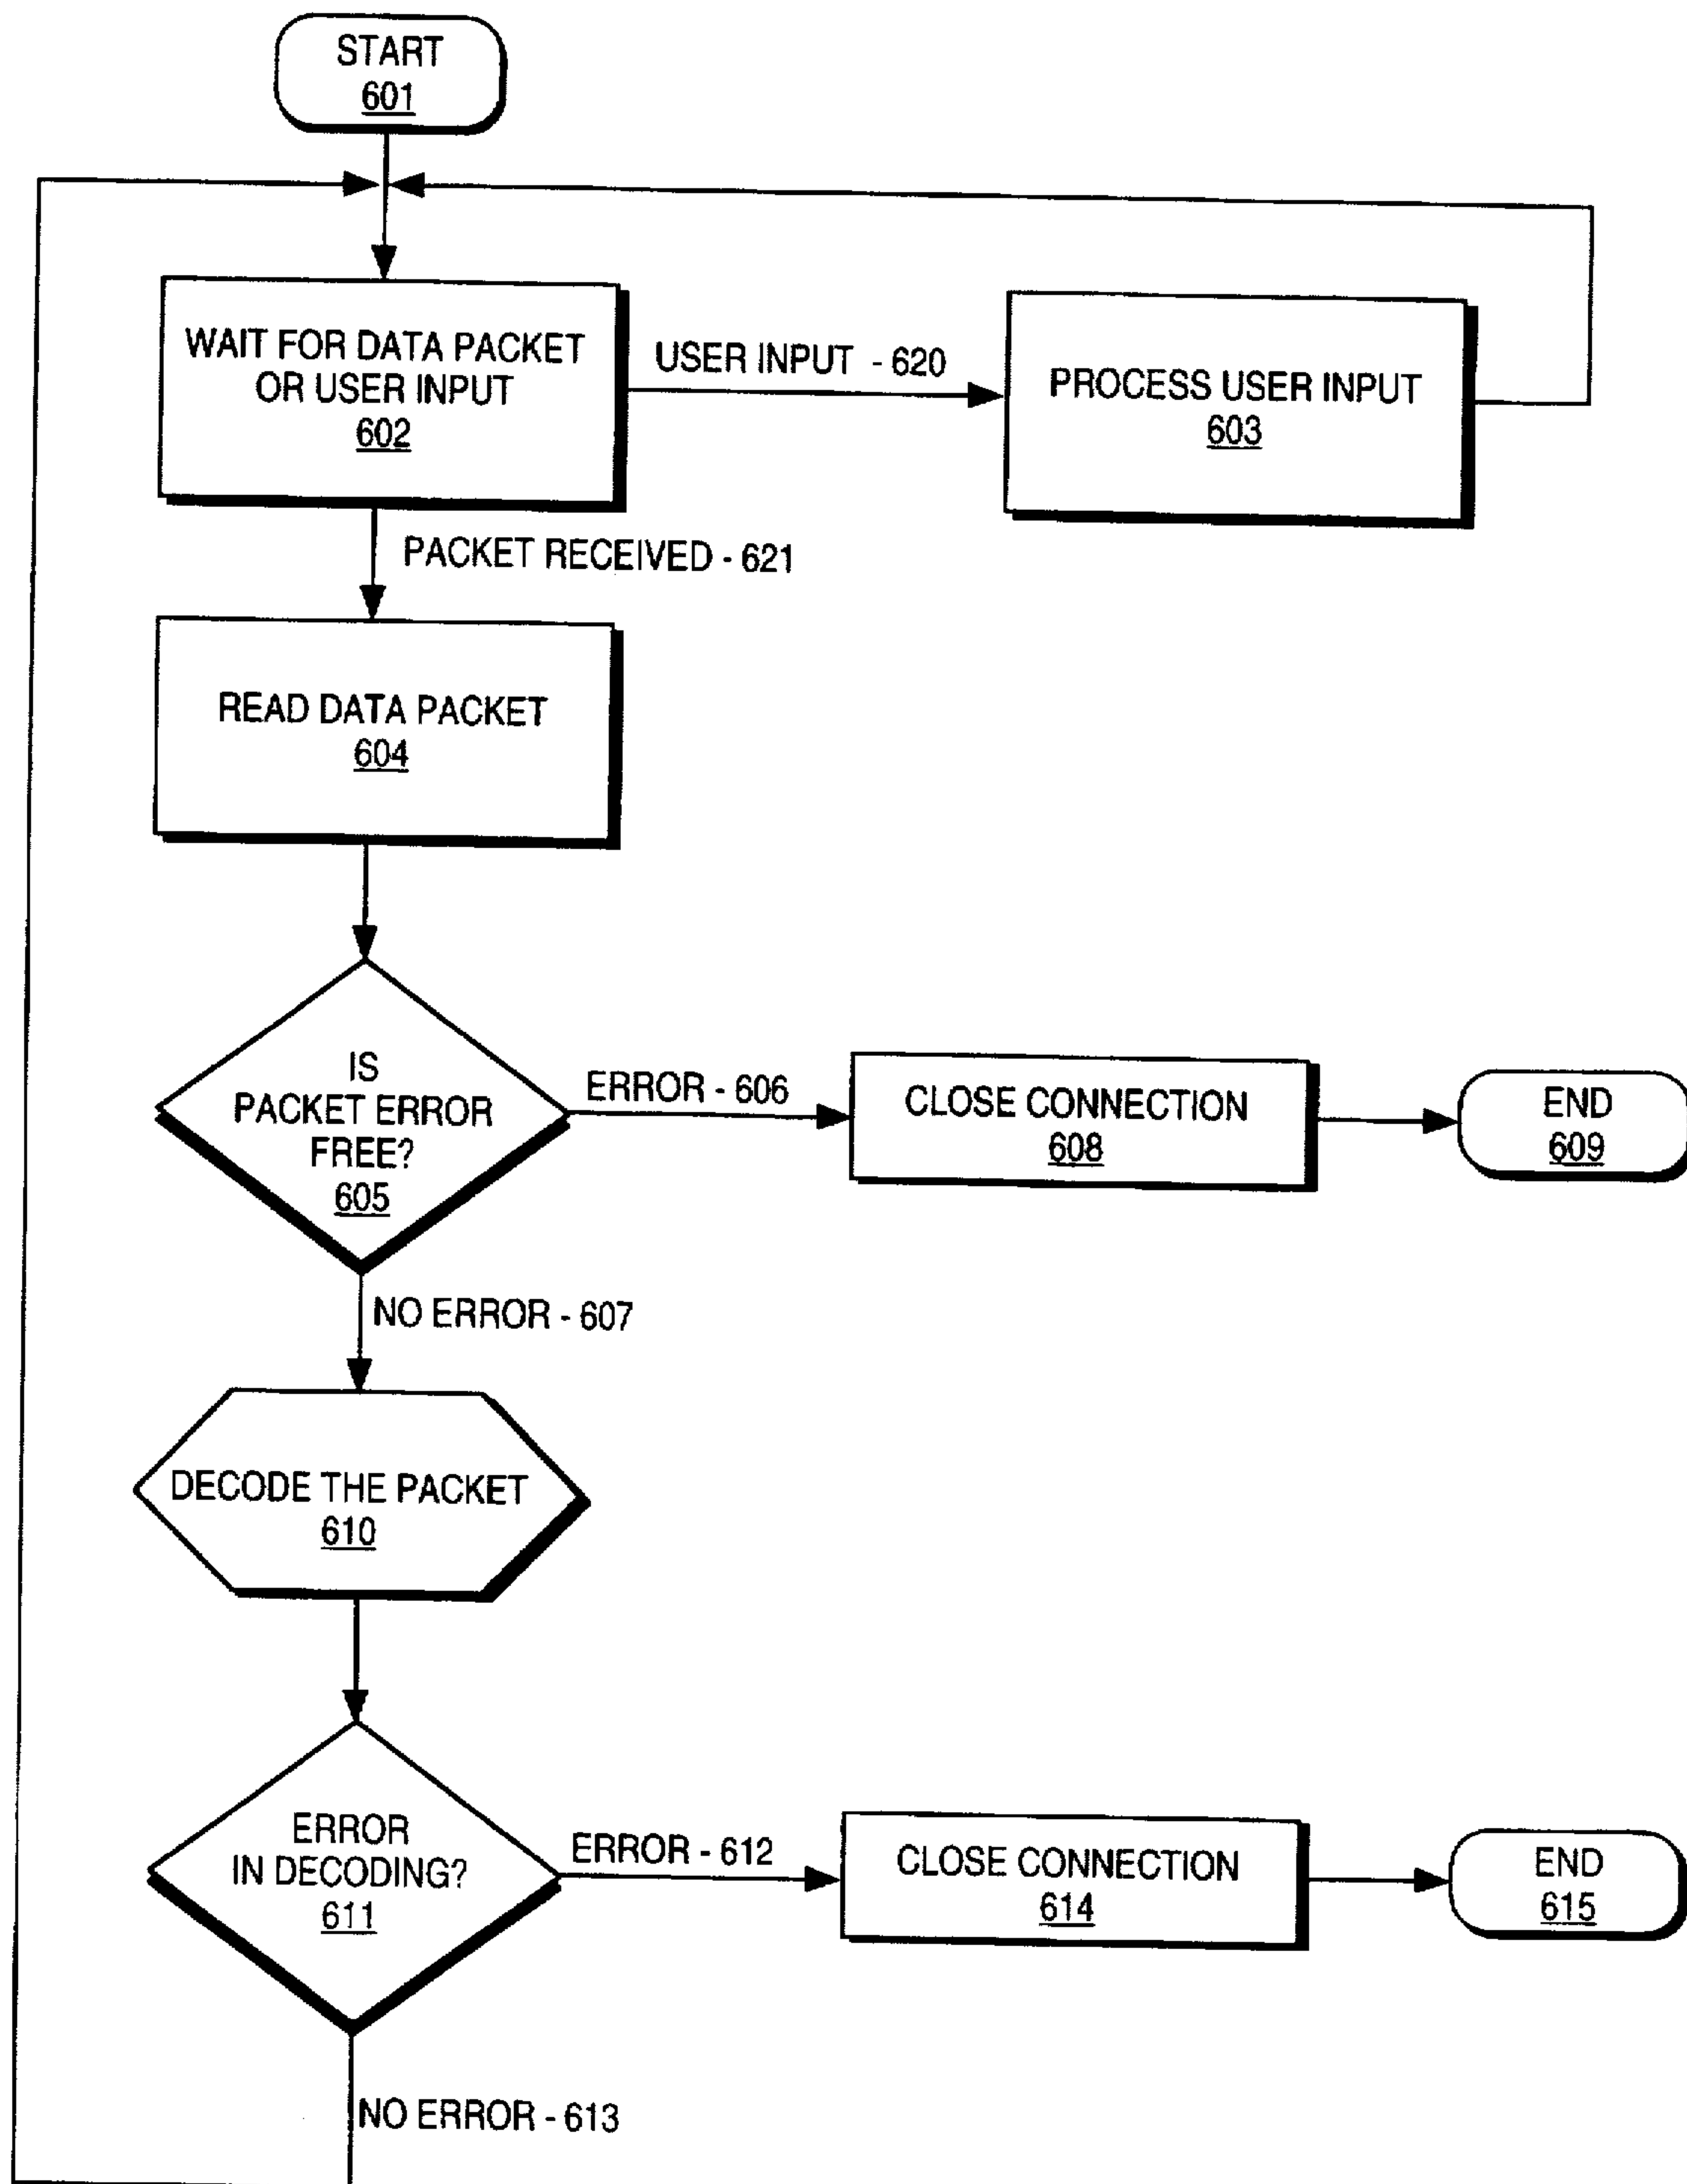 START
601
WAIT FOR DATA PACKET
OR USER INPUT
602
USER INPUT - 620
PROCESS USER INPUT
603
PACKET RECEIVED - 621
READ DATA PACKET
604
IS
PACKET ERROR
FREE?
605
ERROR - 606
CLOSE CONNECTION
608
END
609
NO ERROR - 607
DECODE THE PACKET
610
ERROR
IN DECODING?
611
ERROR - 612
CLOSE CONNECTION
614
END
615
NO ERROR - 613